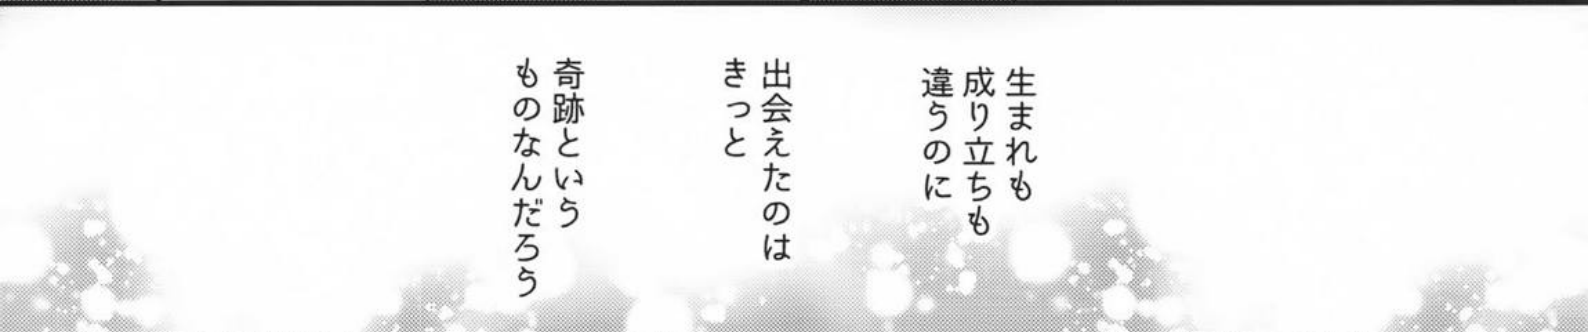 生まれも
成り立ちも
違うのに
出会えたのは
きっと
奇跡という
ものなんだろう